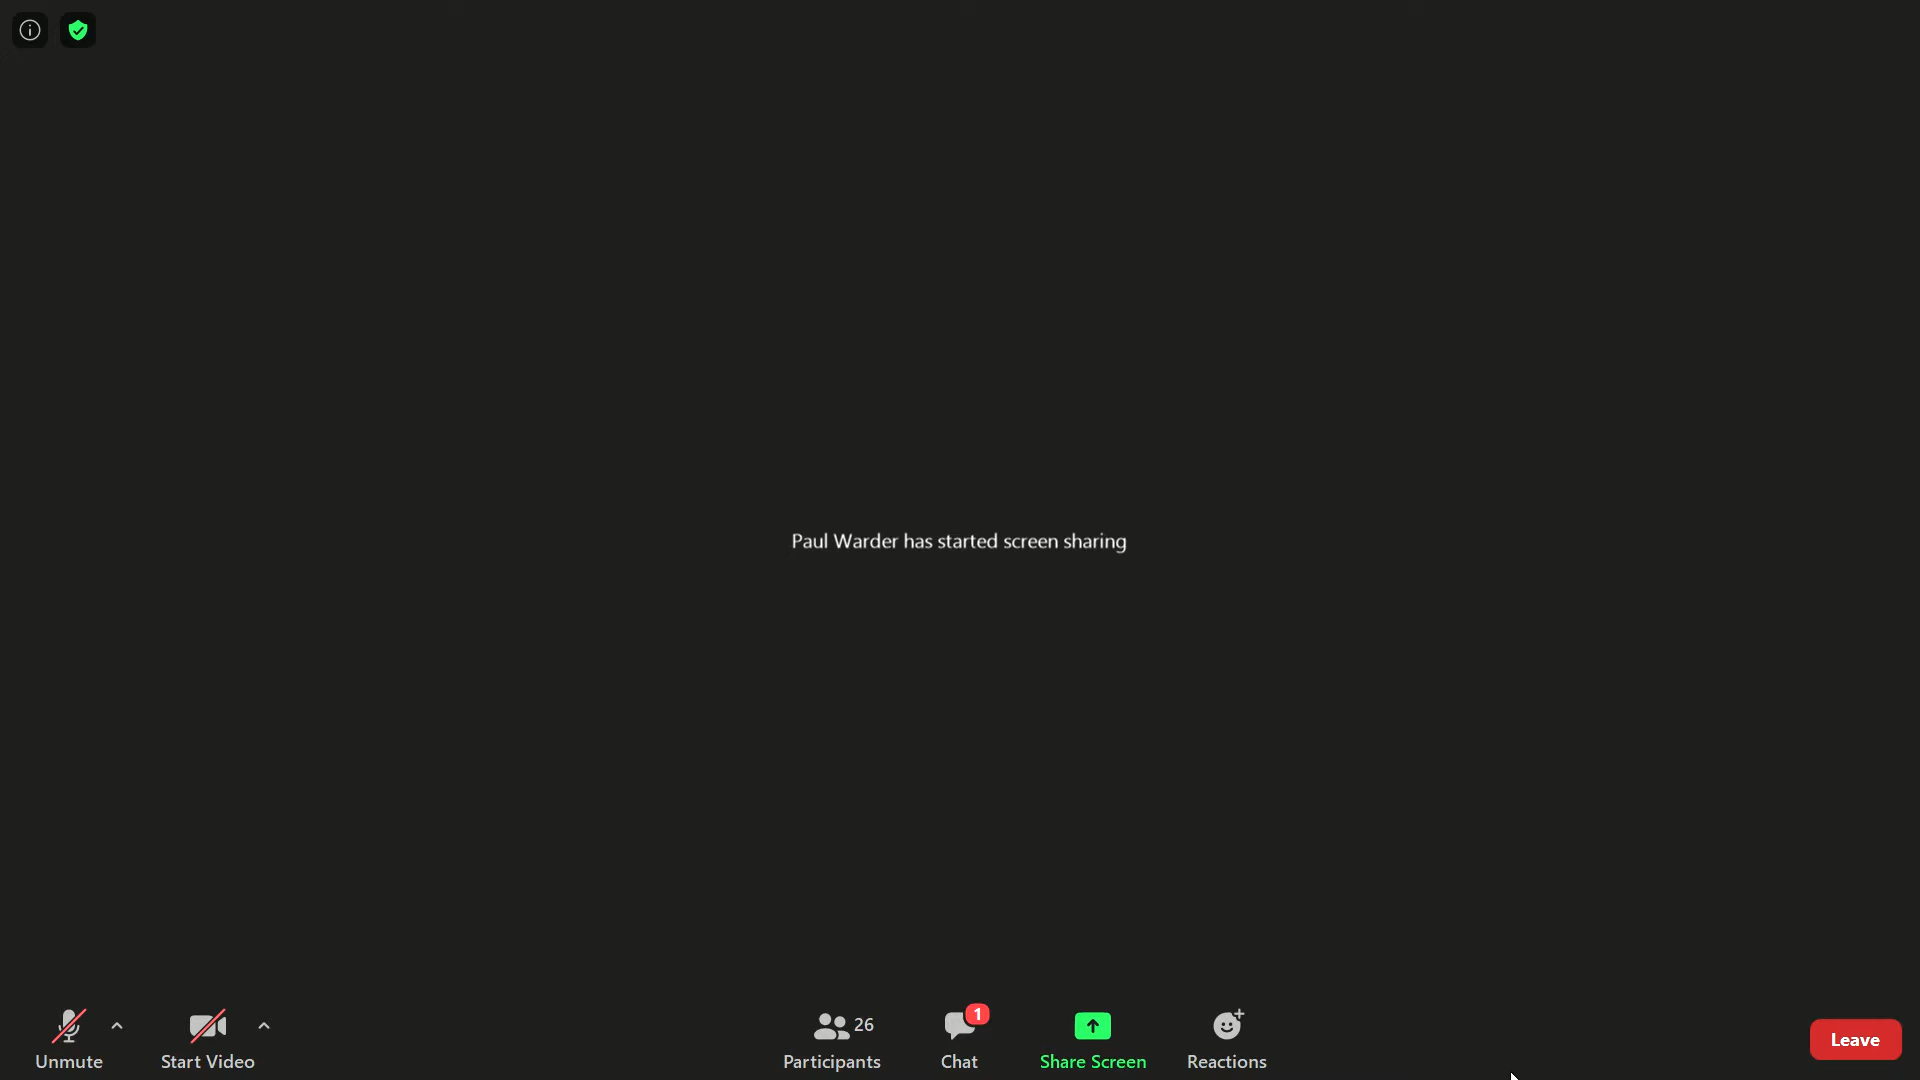 Paul Warder has started screen sharing
26
1
Unmute
Start Video
Participants
Chat
Share Screen
Reactions
Leave